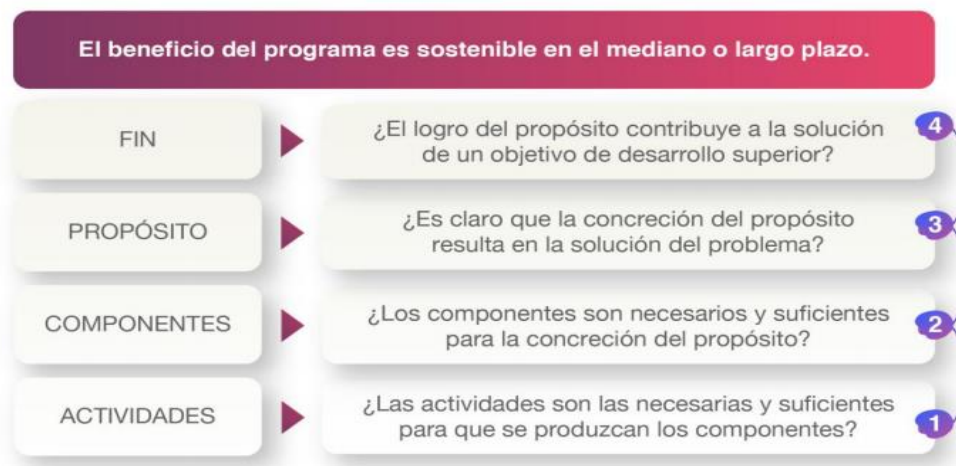 El beneficio del programa es sostenible en el mediano o largo plazo.
FIN
¿El logro del propósito contribuye a la solución
de un objetivo de desarrollo superior?
4
PROPÓSITO
¿Es claro que la concreción del propósito
resulta en la solución del problema?
3
COMPONENTES
¿Los componentes son necesarios y suficientes
para la concreción del propósito?
2
ACTIVIDADES
¿Las actividades son las necesarias y suficientes
para que se produzcan los componentes?
1